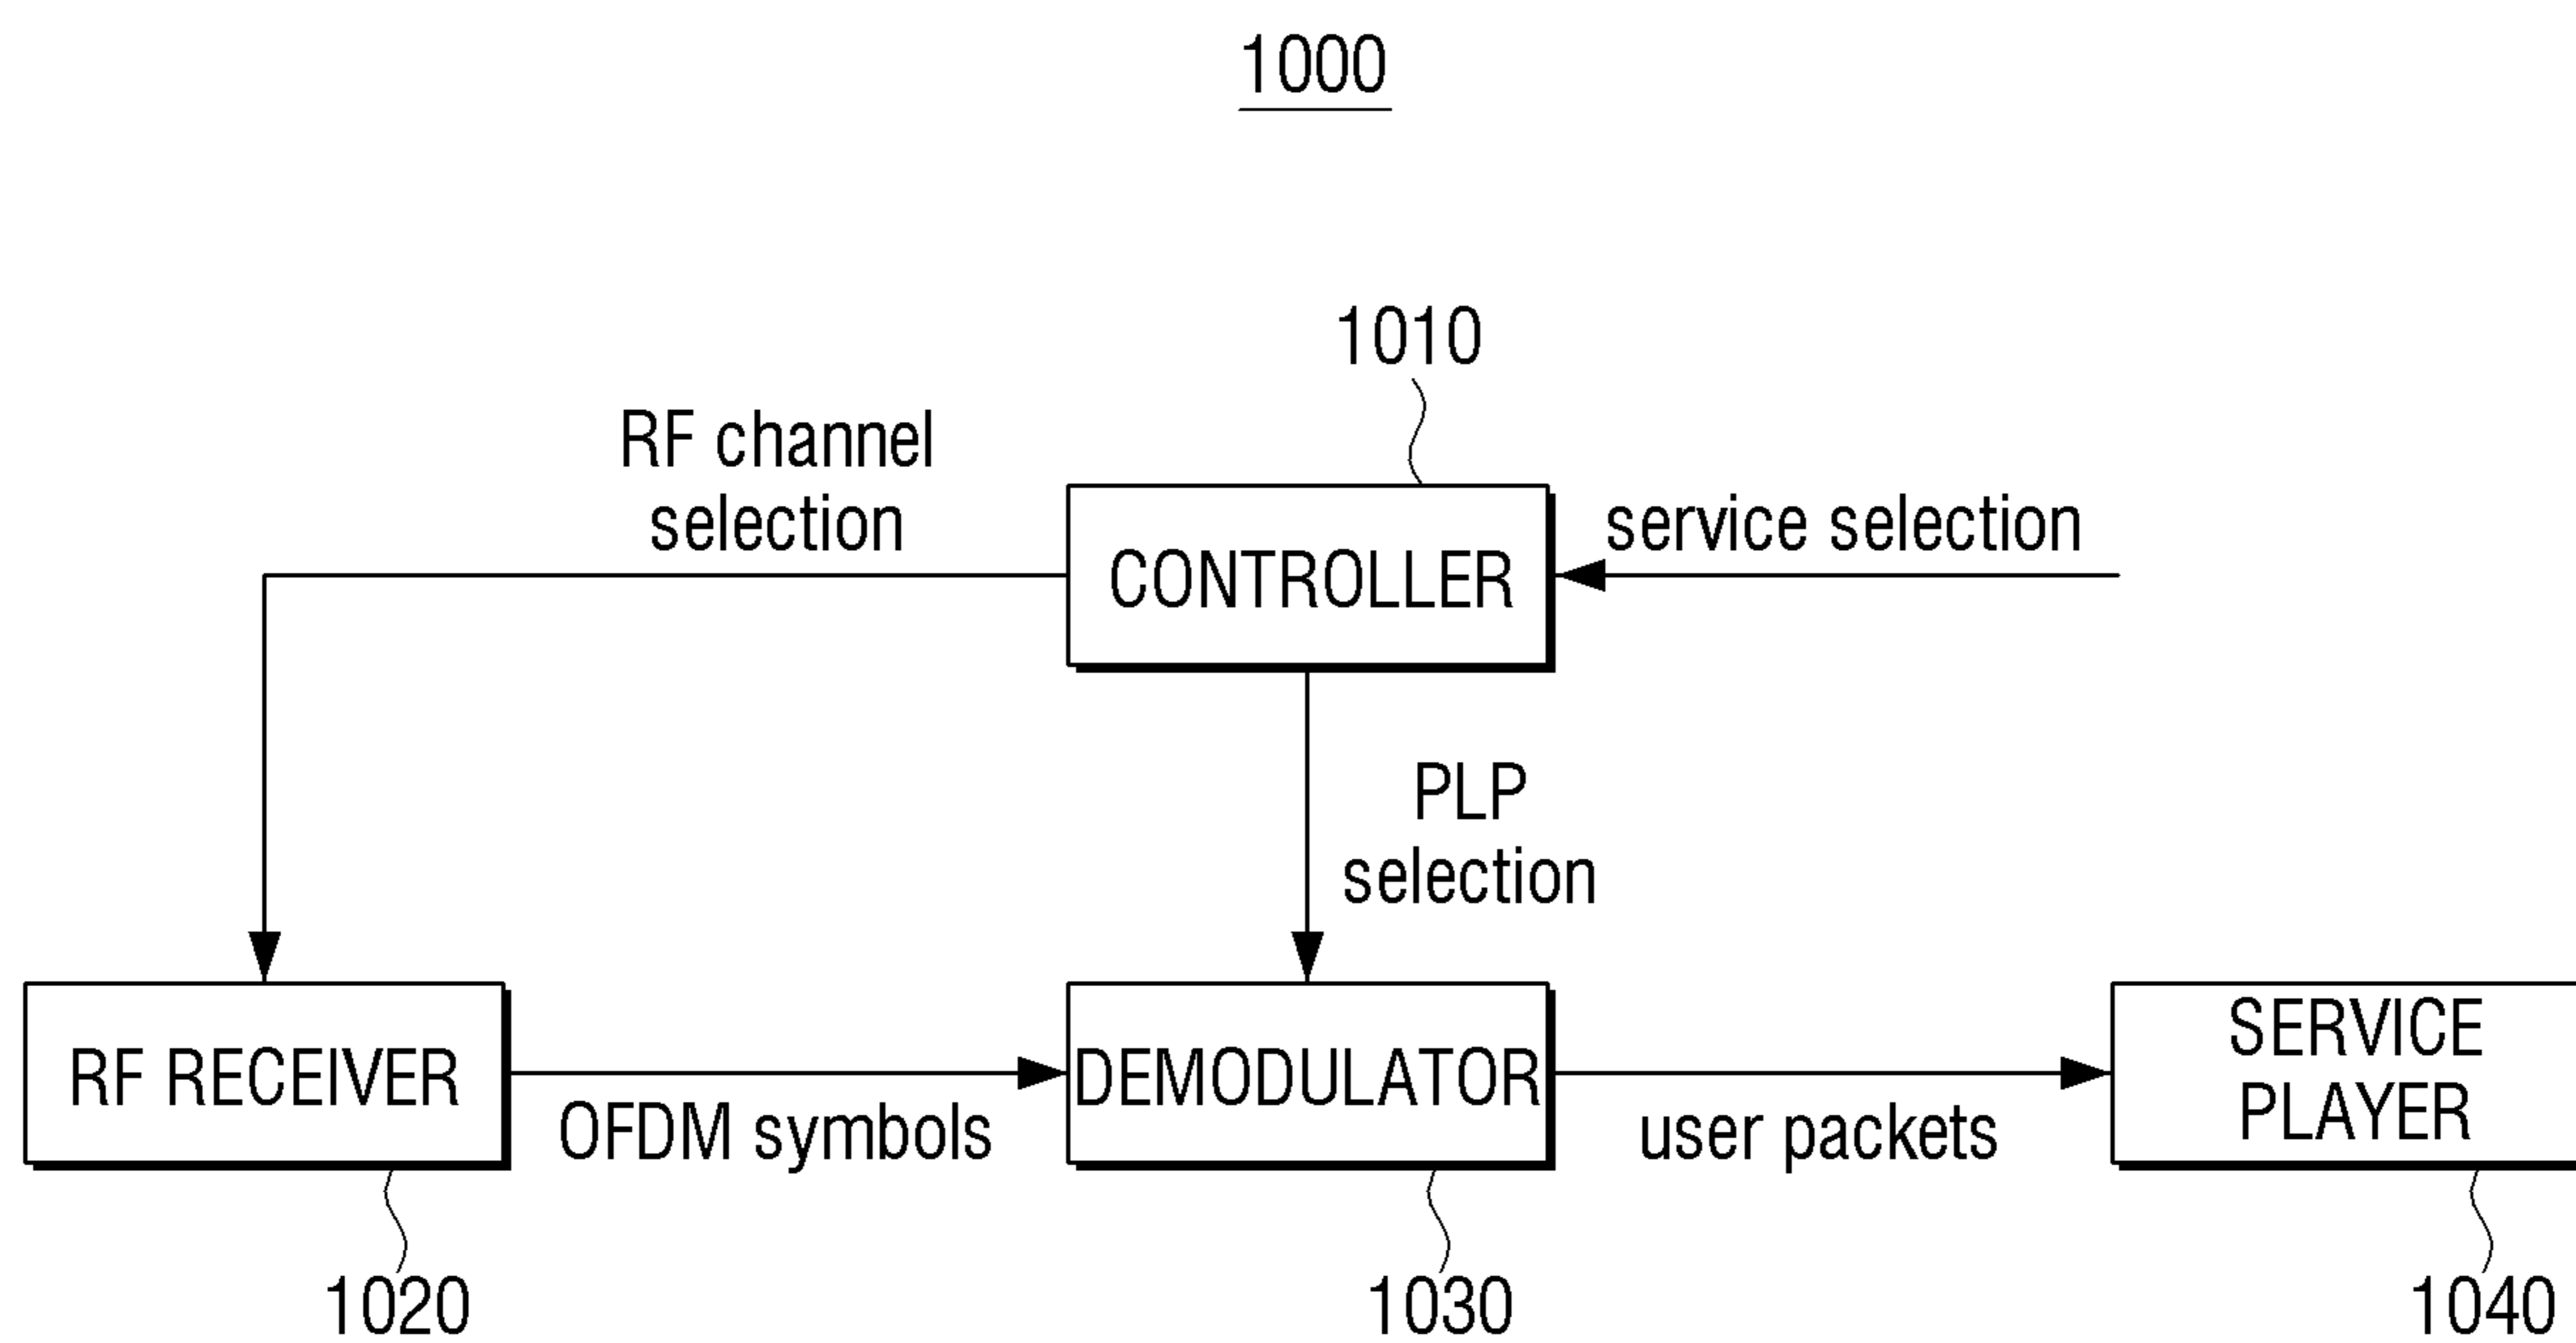 1000
1010
RF channel
selection
CONTROLLER
service selection
PLP
selection
RF RECEIVER
OFDM symbols
DEMODULATOR
user packets
SERVICE
PLAYER
1020
1030
1040